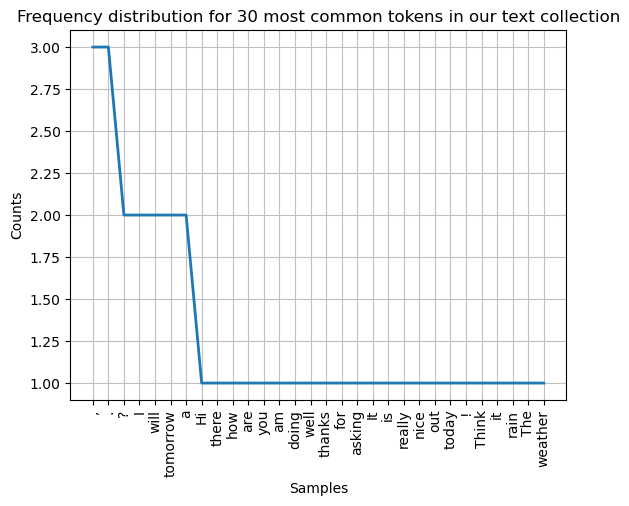 Frequency distribution for 30 most common tokens in our text collection
3.00
2.75
2.50
2.25
2.00
1.75
1.50
1.25
1.00
Counts
,
.
?
I
will
tomorrow
a
Hi
there
how
are
you
am
doing
well
thanks
for
asking
It
is
really
nice
out
today
!
Think
it
rain
The
weather
Samples